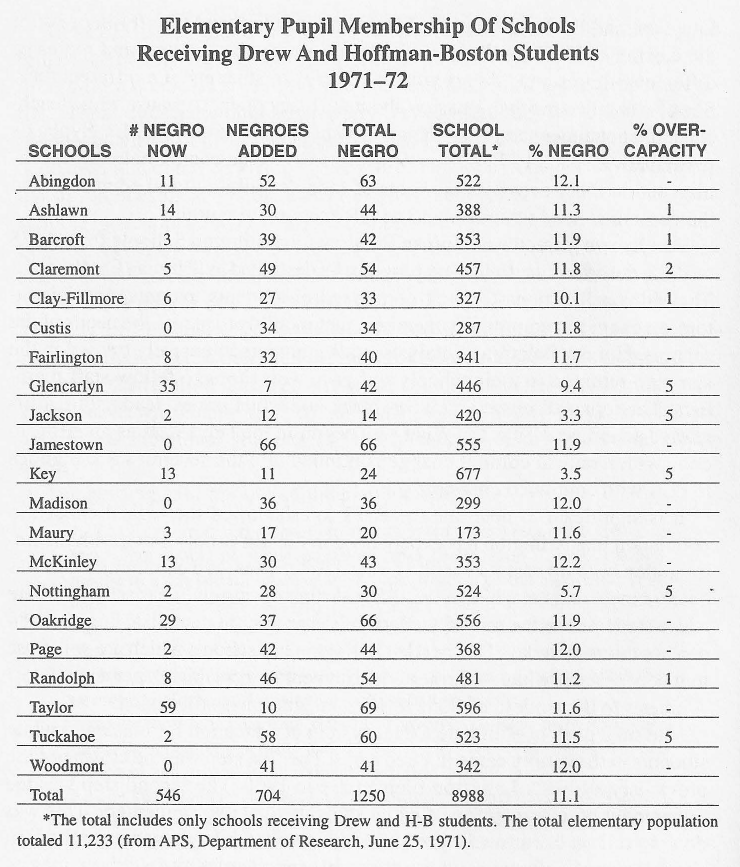 Elementary Pupil Membership Of Schools
Receiving Drew And Hoffman-Boston Students
1971–72
# NEGRO NEGROES TOTAL SCHOOL % OVER-
SCHOOLS NOW ADDED NEGRO TOTAL* % NEGRO CAPACITY
Abingdon 11 52 63 522 12.1 -
Ashlawn 14 30 44 388 11.3 1
Barcroft 3 39 42 353 11.9 1
Claremont 5 49 54 457 11.8 2
Clay-Fillmore 6 27 33 327 10.1 1
Custis 0 34 34 287 11.8 -
Fairlington 8 32 40 341 11.7 -
Glencarlyn 35 7 42 446 9.4 5
Jackson 2 12 14 420 3.3 5
Jamestown 0 66 66 555 11.9 -
Key 13 11 24 677 3.5 5
Madison 0 36 36 299 12.0 -
Maury 3 17 20 173 11.6 -
McKinley 13 30 43 353 12.2 -
Nottingham 2 28 30 524 5.7 5
Oakridge 29 37 66 556 11.9 -
Page 2 42 44 368 12.0 -
Randolph 8 46 54 481 11.2 1
Taylor 59 10 69 596 11.6 -
Tuckahoe 2 58 60 523 11.5 5
Woodmont 0 41 41 342 12.0 -
Total 546 704 1250 8988 11.1
*The total includes only schools receiving Drew and H-B students. The total elementary population
totaled 11,233 (from APS, Department of Research, June 25, 1971).